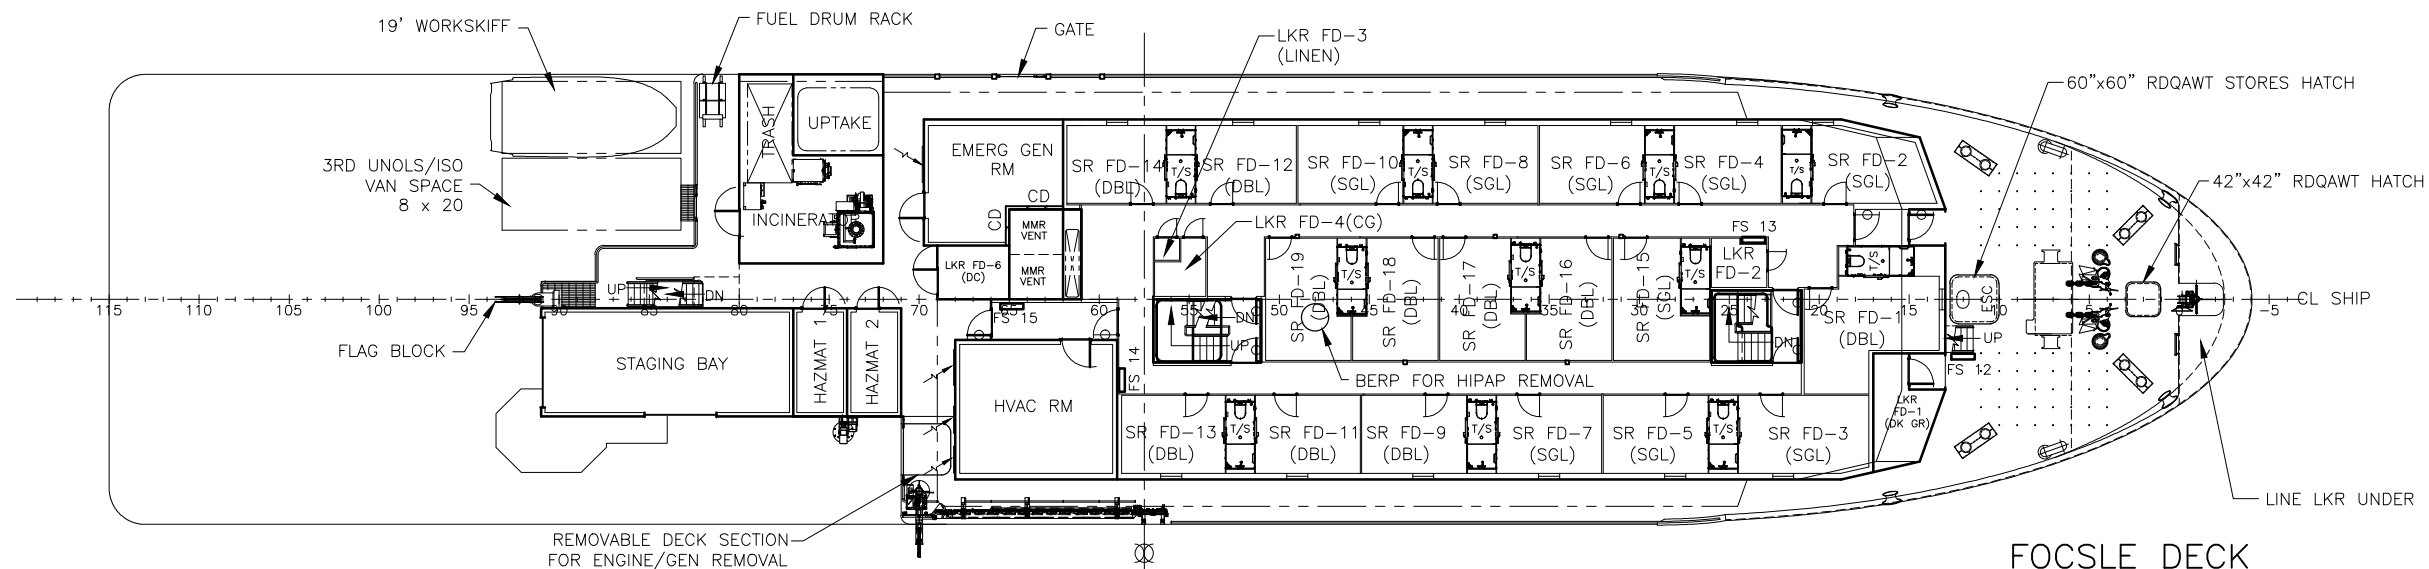 19' WORKSKIFF
FUEL DRUM RACK
GATE
LKR FD-3
(LINEN)
60"x60" RDQAWT STORES HATCH
3RD UNOLS/ISO
VAN SPACE
8 x 20
TRASH
UPTAKE
INCINERATOR
EMERG GEN
RM
CD
CD
MMR
VENT
MMR
VENT
LKR FD-6
(DC)
SR FD-14
(DBL)
T/S
SR FD-12
(DBL)
SR FD-10
(SGL)
T/S
SR FD-8
(SGL)
SR FD-6
(SGL)
T/S
SR FD-4
(SGL)
T/S
SR FD-2
(SGL)
42"x42" RDQAWT HATCH
LKR FD-4(CG)
FS 13
LKR
FD-2
SR FD-19
(DBL)
T/S
SR FD-18
(DBL)
SR FD-17
(DBL)
T/S
SR FD-16
(DBL)
SR FD-15
(SGL)
T/S
T/S
ESC
CL SHIP
UP
DN
115
110
105
100
95
90
85
80
75
70
65
60
55
50
45
40
35
30
25
20
15
10
5
-5
FS 15
DN
UP
DN
SR FD-1
(DBL)
UP
FS 12
FLAG BLOCK
STAGING BAY
HAZMAT 1
HAZMAT 2
HVAC RM
FS 14
BERP FOR HIPAP REMOVAL
LKR
FD-1
(DK GR)
SR FD-13
(DBL)
T/S
SR FD-11
(DBL)
SR FD-9
(DBL)
T/S
SR FD-7
(SGL)
SR FD-5
(SGL)
T/S
SR FD-3
(SGL)
LINE LKR UNDER
REMOVABLE DECK SECTION
FOR ENGINE/GEN REMOVAL
FOCSLE DECK